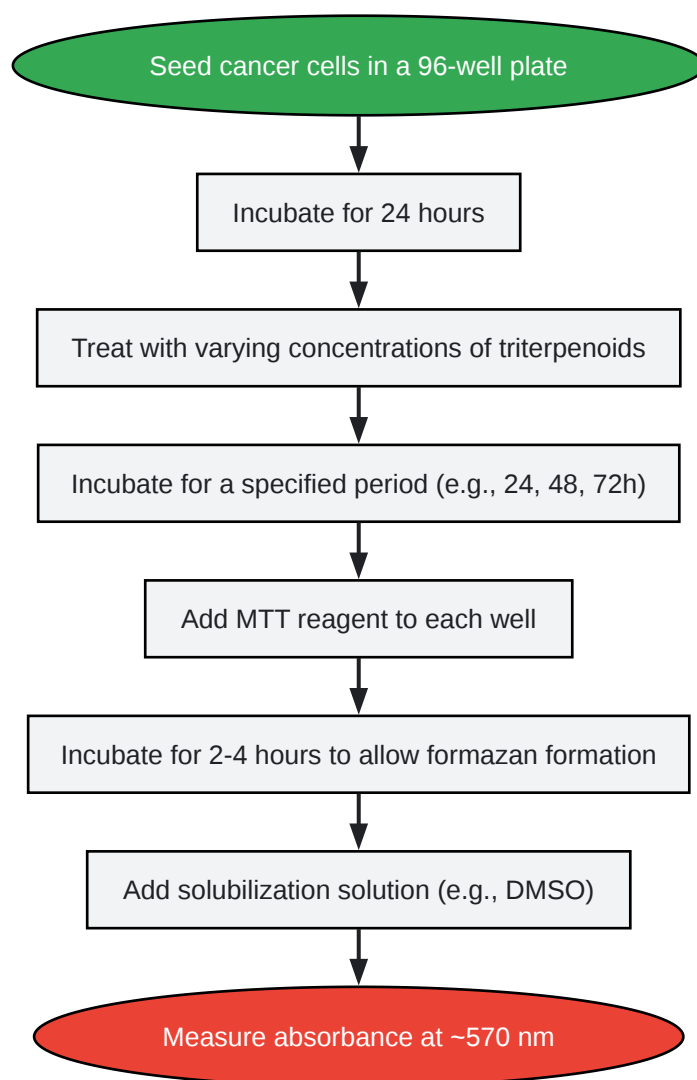 Seed cancer cells in a 96-well plate
Incubate for 24 hours
Treat with varying concentrations of triterpenoids
Incubate for a specified period (e.g., 24, 48, 72h)
Add MTT reagent to each well
Incubate for 2-4 hours to allow formazan formation
Add solubilization solution (e.g., DMSO)
Measure absorbance at ~570 nm